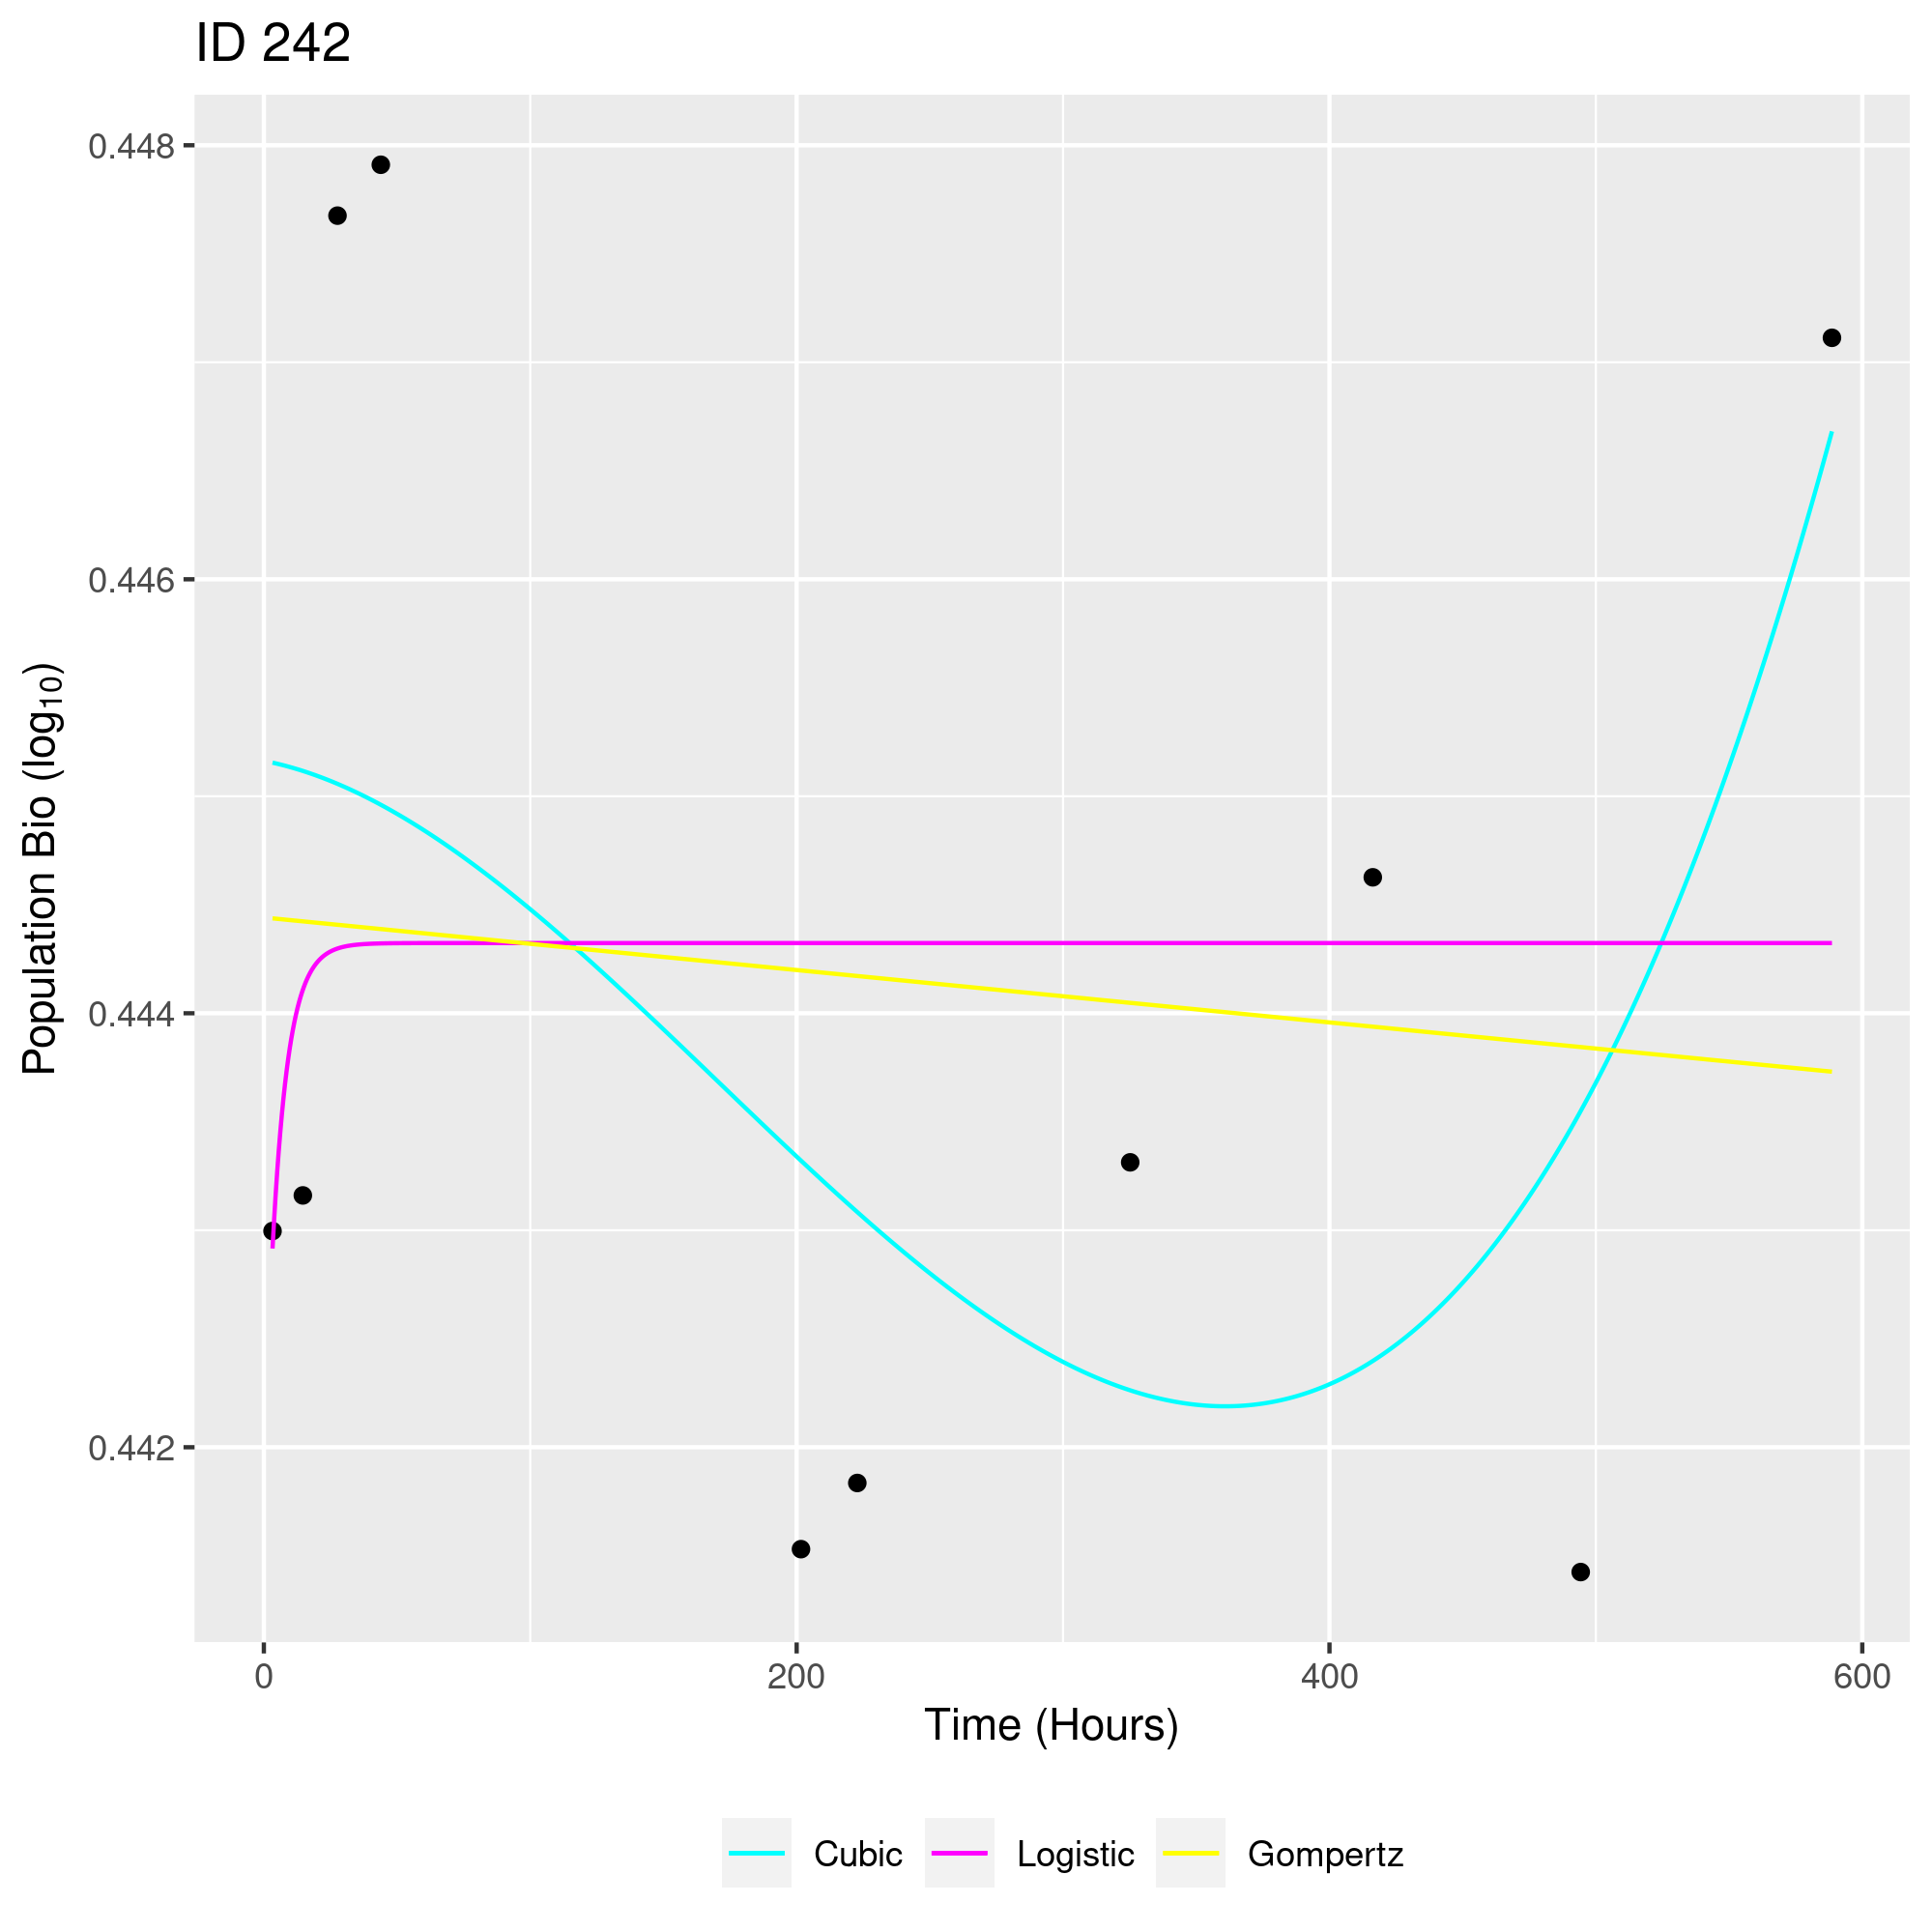 ID 242
0.448
0.446
0.444
0.442
Population Bio (log₁₀)
0 200 400 600
Time (Hours)
Cubic Logistic Gompertz